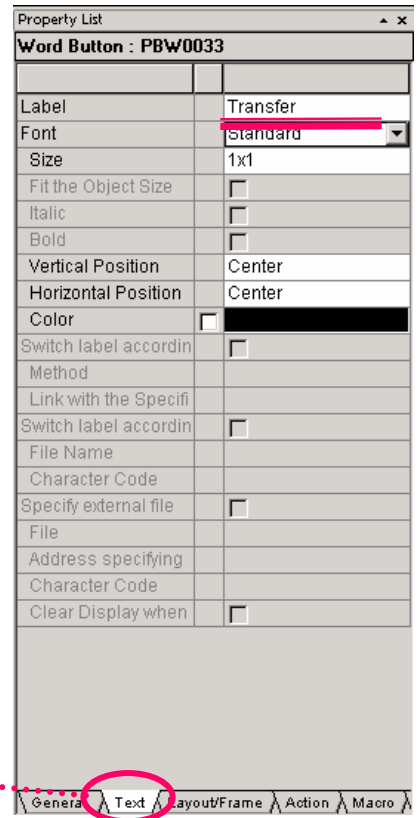 Property List
Word Button : PBW0033
Label Transfer
Font Standard
Size 1x1
Fit the Object Size
Italic
Bold
Vertical Position Center
Horizontal Position Center
Color
Switch label accordin
Method
Link with the Specifi
Switch label accordin
File Name
Character Code
Specify external file
File
Address specifying
Character Code
Clear Display when
General Text Layout/Frame Action Macro